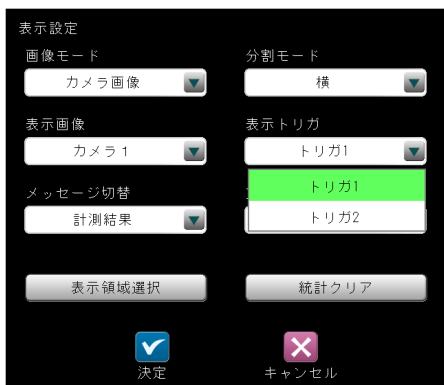 表示設定
画像モード
分割モード
カメラ画像
横
表示画像
表示トリガ
カメラ1
トリガ1
メッセージ切替
トリガ1
計測結果
トリガ2
表示領域選択
統計クリア
決定
キャンセル